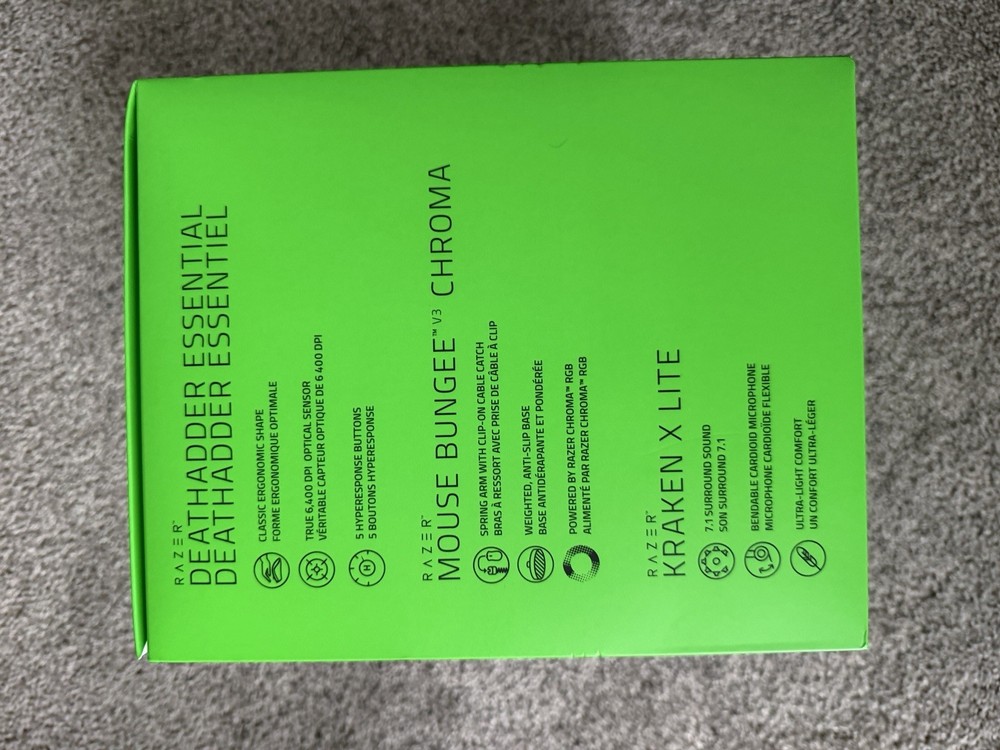 RAZER™
DEATHADDER ESSENTIAL
DEATHADDER ESSENTIEL
CLASSIC ERGONOMIC SHAPE
FORME ERGONOMIQUE OPTIMALE
TRUE 6,400 DPI OPTICAL SENSOR
VÉRITABLE CAPTEUR OPTIQUE DE 6 400 DPI
H
5 HYPERESPONSE BUTTONS
5 BOUTONS HYPERESPONSE
RAZER™
MOUSE BUNGEE™ V3 CHROMA
SPRING ARM WITH CLIP-ON CABLE CATCH
BRAS À RESSORT AVEC PRISE DE CÂBLE À CLIP
WEIGHTED, ANTI-SLIP BASE
BASE ANTIDÉRAPANTE ET PONDÉRÉE
POWERED BY RAZER CHROMA™ RGB
ALIMENTÉ PAR RAZER CHROMA™ RGB
RAZER™
KRAKEN X LITE
7.1 SURROUND SOUND
SON SURROUND 7.1
BENDABLE CARDIOID MICROPHONE
MICROPHONE CARDIOÏDE FLEXIBLE
ULTRA-LIGHT COMFORT
UN CONFORT ULTRA-LÉGER